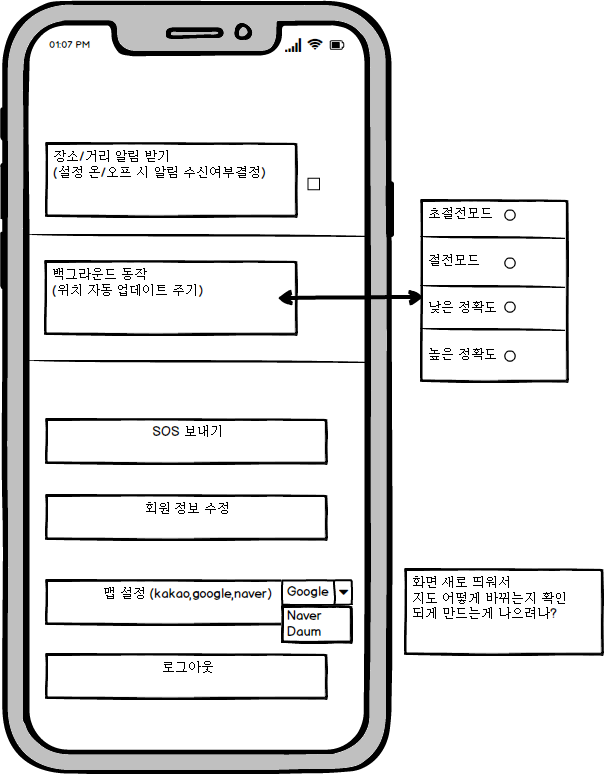 01:07 PM
장소/거리 알림 받기
(설정 온/오프 시 알림 수신여부결정)
백그라운드 동작
(위치 자동 업데이트 주기)
초절전모드
절전모드
낮은 정확도
높은 정확도
SOS 보내기
회원 정보 수정
맵 설정 (kakao,google,naver)
Google
Naver
Daum
로그아웃
화면 새로 띄워서
지도 어떻게 바뀌는지 확인
되게 만드는게 나으려나?